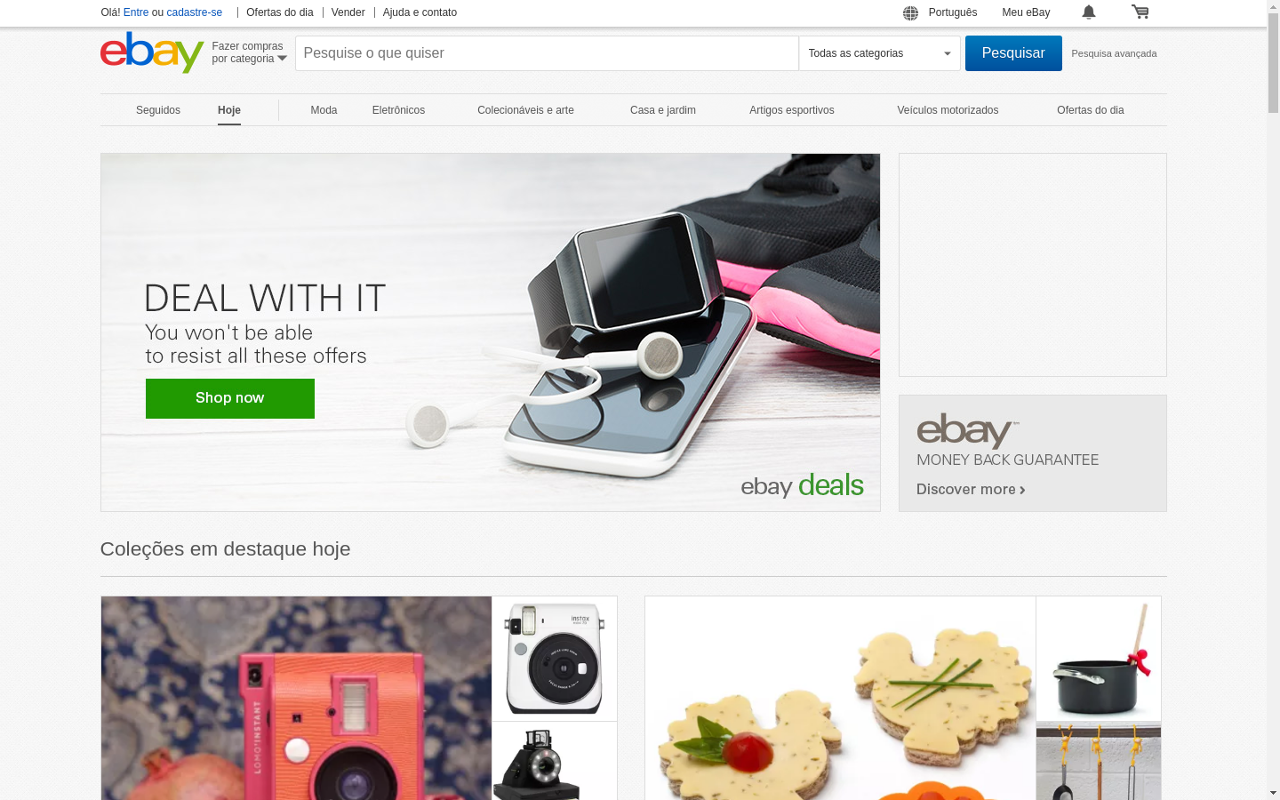 Olá! Entre ou cadastre-se | Ofertas do dia | Vender | Ajuda e contato
Português
Meu eBay
ebay
Fazer compras
por categoria
Pesquise o que quiser
Todas as categorias
Pesquisar
Pesquisa avançada
Seguidos
Hoje
Moda
Eletrônicos
Colecionáveis e arte
Casa e jardim
Artigos esportivos
Veículos motorizados
Ofertas do dia
DEAL WITH IT
You won't be able
to resist all these offers
Shop now
ebay deals
ebay™
MONEY BACK GUARANTEE
Discover more
Coleções em destaque hoje
LOMO'INSTANT
instax